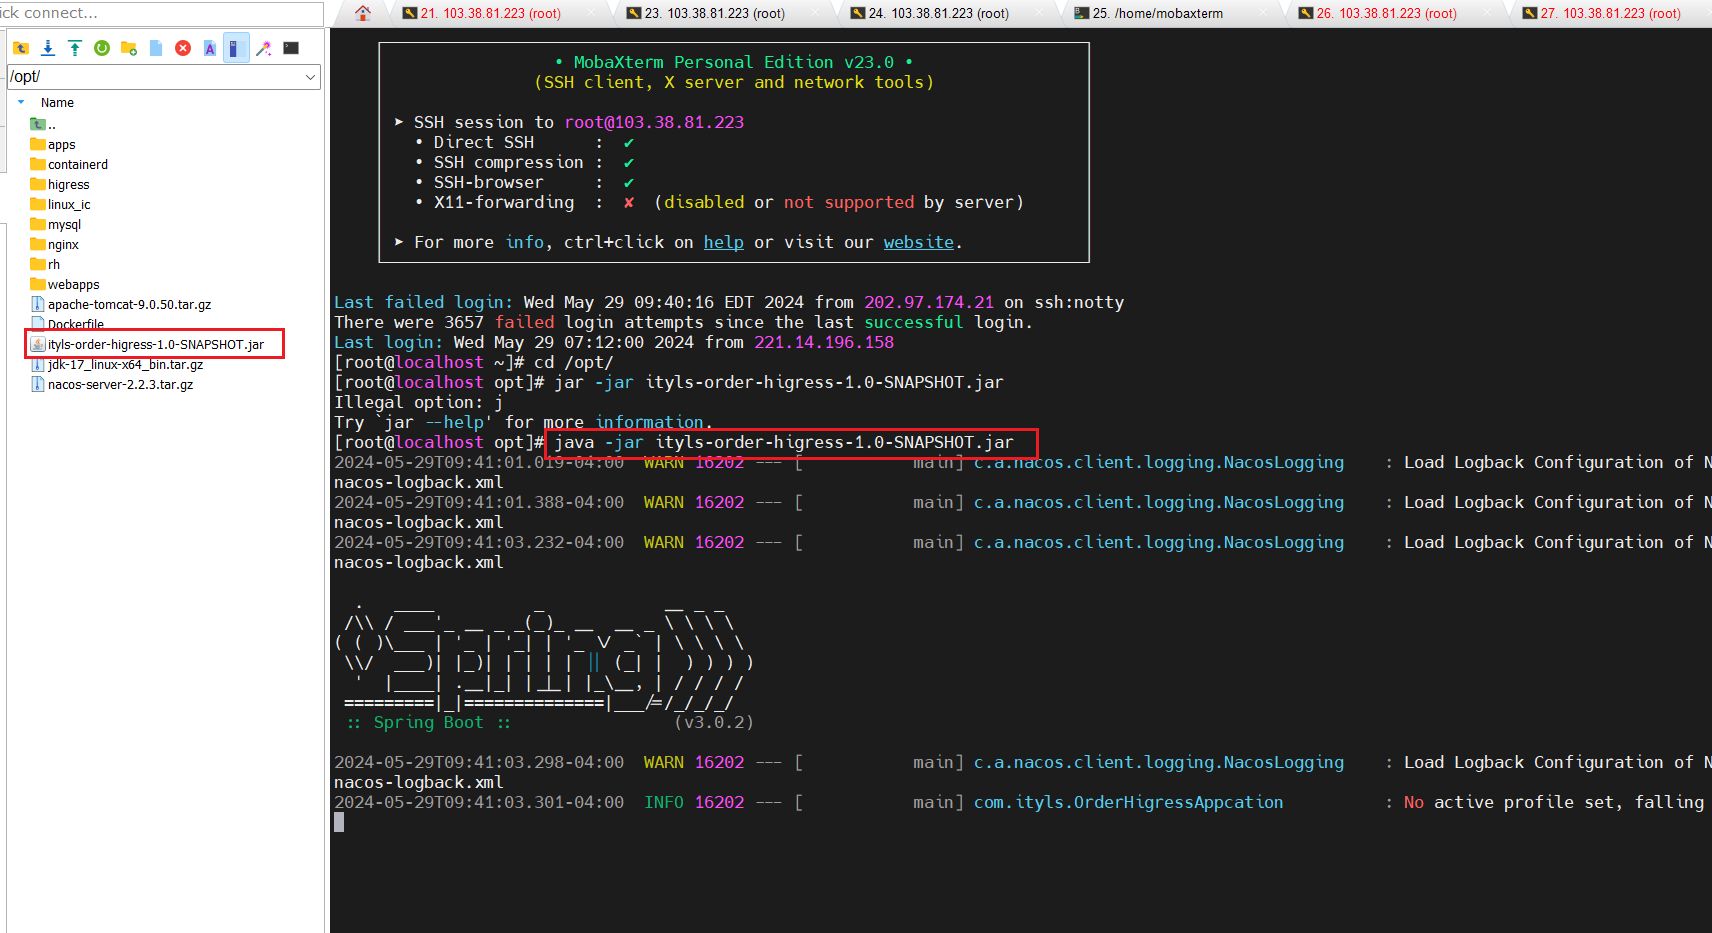 ck connect...
21. 103.38.81.223 (root)
23. 103.38.81.223 (root)
24. 103.38.81.223 (root)
25. /home/mobaxterm
26. 103.38.81.223 (root)
27. 103.38.81.223 (root)
/opt/
Name
..
apps
containerd
higress
linux_ic
mysql
nginx
rh
webapps
apache-tomcat-9.0.50.tar.gz
Dockerfile
ityls-order-higress-1.0-SNAPSHOT.jar
jdk-17_linux-x64_bin.tar.gz
nacos-server-2.2.3.tar.gz
• MobaXterm Personal Edition v23.0 •
(SSH client, X server and network tools)
➤ SSH session to root@103.38.81.223
• Direct SSH : ✔
• SSH compression : ✔
• SSH-browser : ✔
• X11-forwarding : ✘ (disabled or not supported by server)
➤ For more info, ctrl+click on help or visit our website.
Last failed login: Wed May 29 09:40:16 EDT 2024 from 202.97.174.21 on ssh:notty
There were 3657 failed login attempts since the last successful login.
Last login: Wed May 29 07:12:00 2024 from 221.14.196.158
[root@localhost ~]# cd /opt/
[root@localhost opt]# jar -jar ityls-order-higress-1.0-SNAPSHOT.jar
Illegal option: j
Try `jar --help' for more information.
[root@localhost opt]# java -jar ityls-order-higress-1.0-SNAPSHOT.jar
2024-05-29T09:41:01.019-04:00 WARN 16202 --- [ main] c.a.nacos.client.logging.NacosLogging : Load Logback Configuration of N
nacos-logback.xml
2024-05-29T09:41:01.388-04:00 WARN 16202 --- [ main] c.a.nacos.client.logging.NacosLogging : Load Logback Configuration of N
nacos-logback.xml
2024-05-29T09:41:03.232-04:00 WARN 16202 --- [ main] c.a.nacos.client.logging.NacosLogging : Load Logback Configuration of N
nacos-logback.xml
Spring
:: Spring Boot :: (v3.0.2)
2024-05-29T09:41:03.298-04:00 WARN 16202 --- [ main] c.a.nacos.client.logging.NacosLogging : Load Logback Configuration of N
nacos-logback.xml
2024-05-29T09:41:03.301-04:00 INFO 16202 --- [ main] com.ityls.OrderHigressAppcation : No active profile set, falling